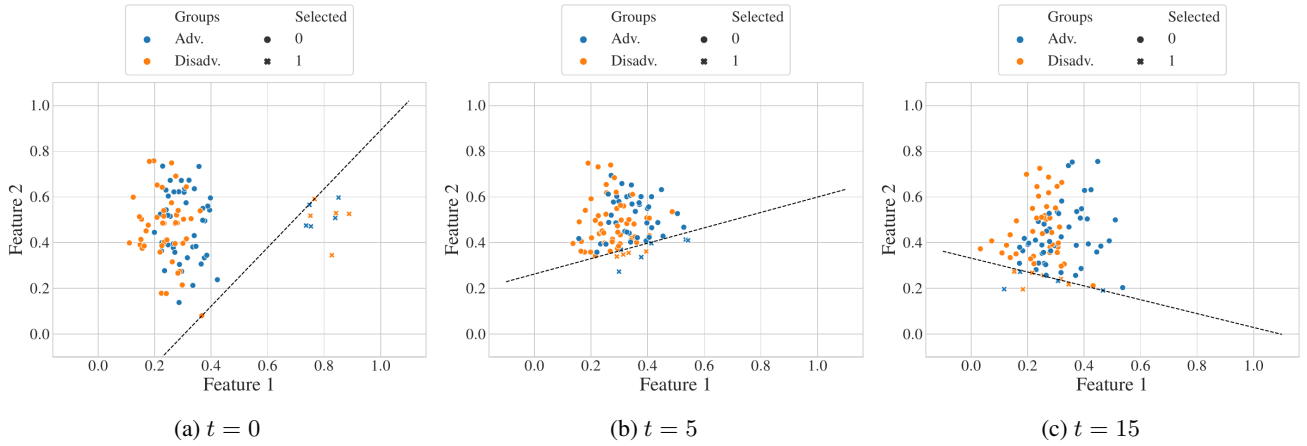 Groups Selected
Adv. 0
Disadv. 1
1.0
0.8
0.6
0.4
0.2
0.0
Feature 2
0.0 0.2 0.4 0.6 0.8 1.0
Feature 1
(a) t = 0
Groups Selected
Adv. 0
Disadv. 1
1.0
0.8
0.6
0.4
0.2
0.0
Feature 2
0.0 0.2 0.4 0.6 0.8 1.0
Feature 1
(b) t = 5
Groups Selected
Adv. 0
Disadv. 1
1.0
0.8
0.6
0.4
0.2
0.0
Feature 2
0.0 0.2 0.4 0.6 0.8 1.0
Feature 1
(c) t = 15